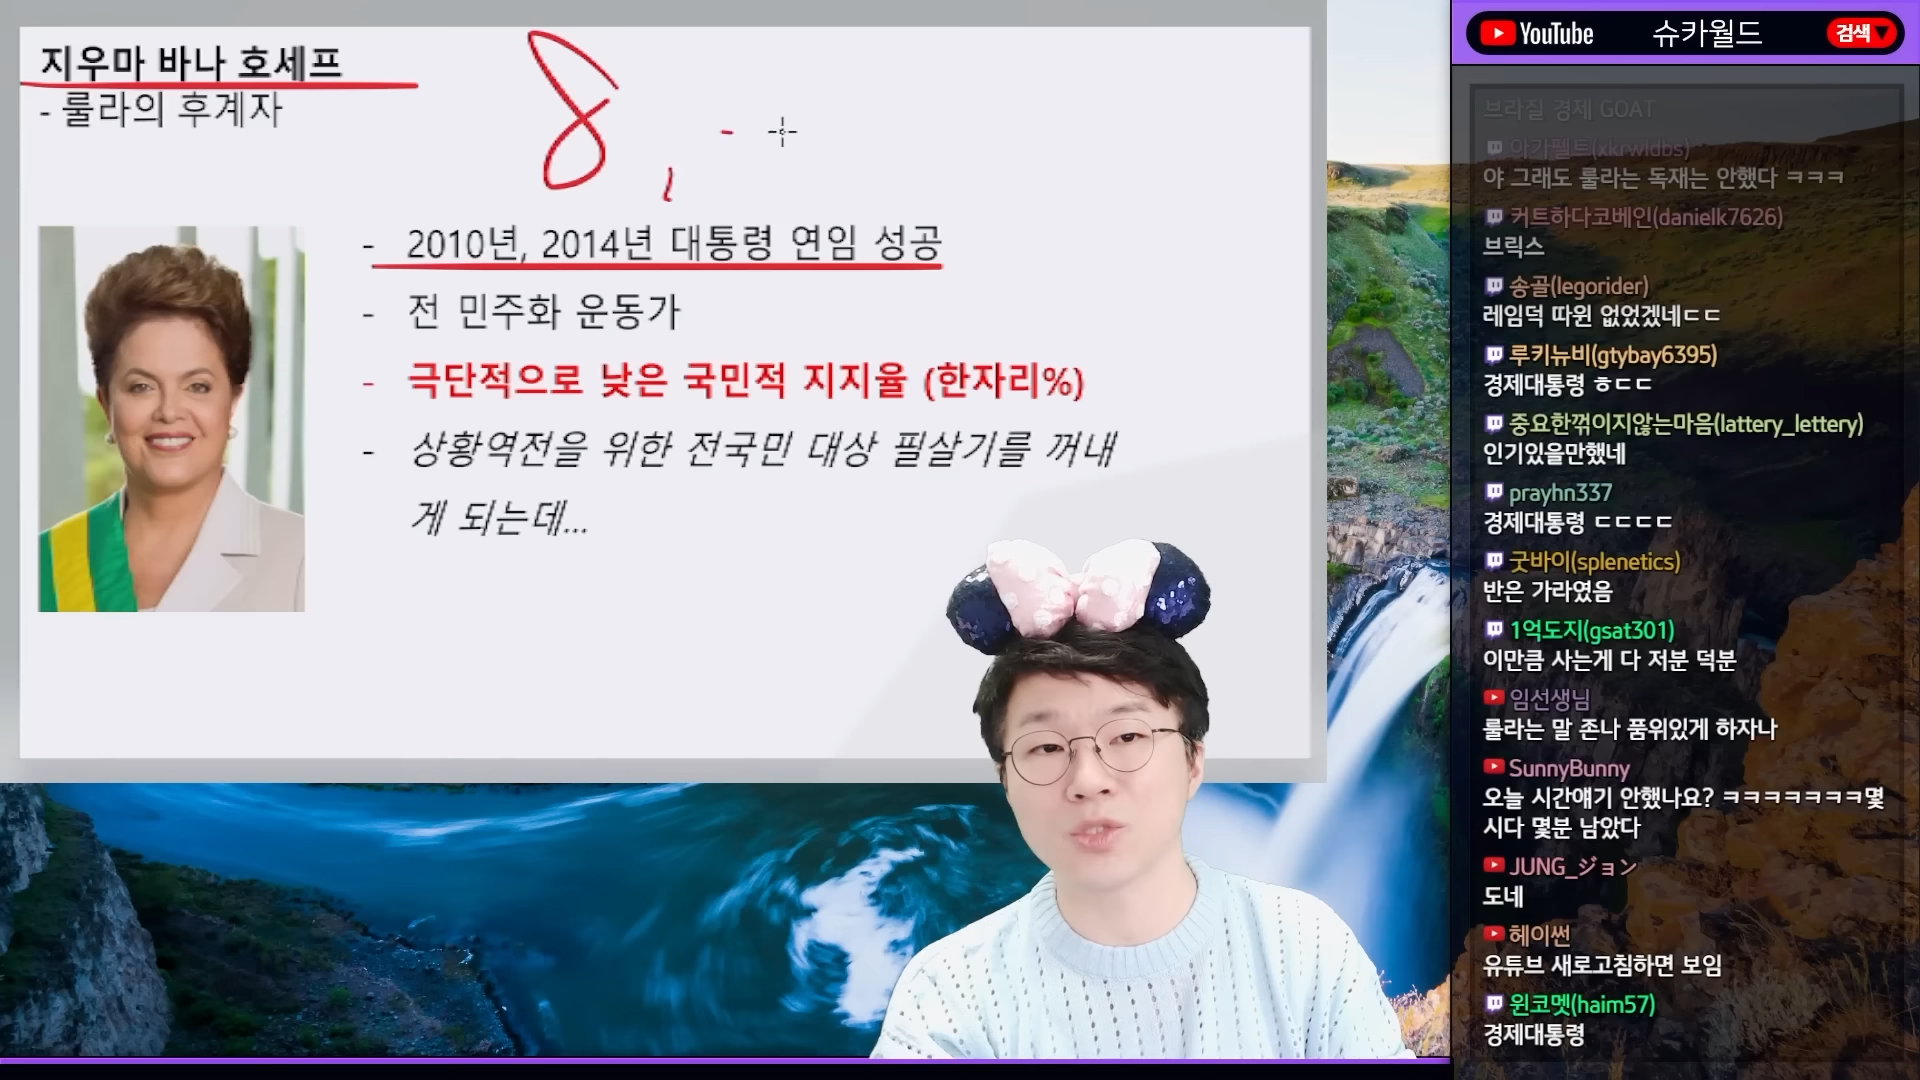 지우마 바나 호세프
- 룰라의 후계자
8,
- 2010년, 2014년 대통령 연임 성공
- 전 민주화 운동가
- 극단적으로 낮은 국민적 지지율 (한자리%)
- 상황역전을 위한 전국민 대상 필살기를 꺼내
게 되는데...
YouTube 슈카월드 검색
브라질 경제 GOAT
아가펠트(xkrwldbs)
야 그래도 룰라는 독재는 안했다 ㅋㅋㅋ
커트하다코베인(danielk7626)
브릭스
송골(legorider)
레임덕 따윈 없었겠네ㄷㄷ
루키뉴비(gtybay6395)
경제대통령 ㅎㄷㄷ
중요한꺾이지않는마음(lattery_lettery)
인기있을만했네
prayhn337
경제대통령 ㄷㄷㄷㄷ
굿바이(splenetics)
반은 가라였음
1억도지(gsat301)
이만큼 사는게 다 저분 덕분
임선생님
룰라는 말 존나 품위있게 하자나
SunnyBunny
오늘 시간얘기 안했나요? ㅋㅋㅋㅋㅋㅋㅋ몇
시다 몇분 남았다
JUNG_ジョン
도네
헤이썬
유튜브 새로고침하면 보임
윈코멧(haim57)
경제대통령